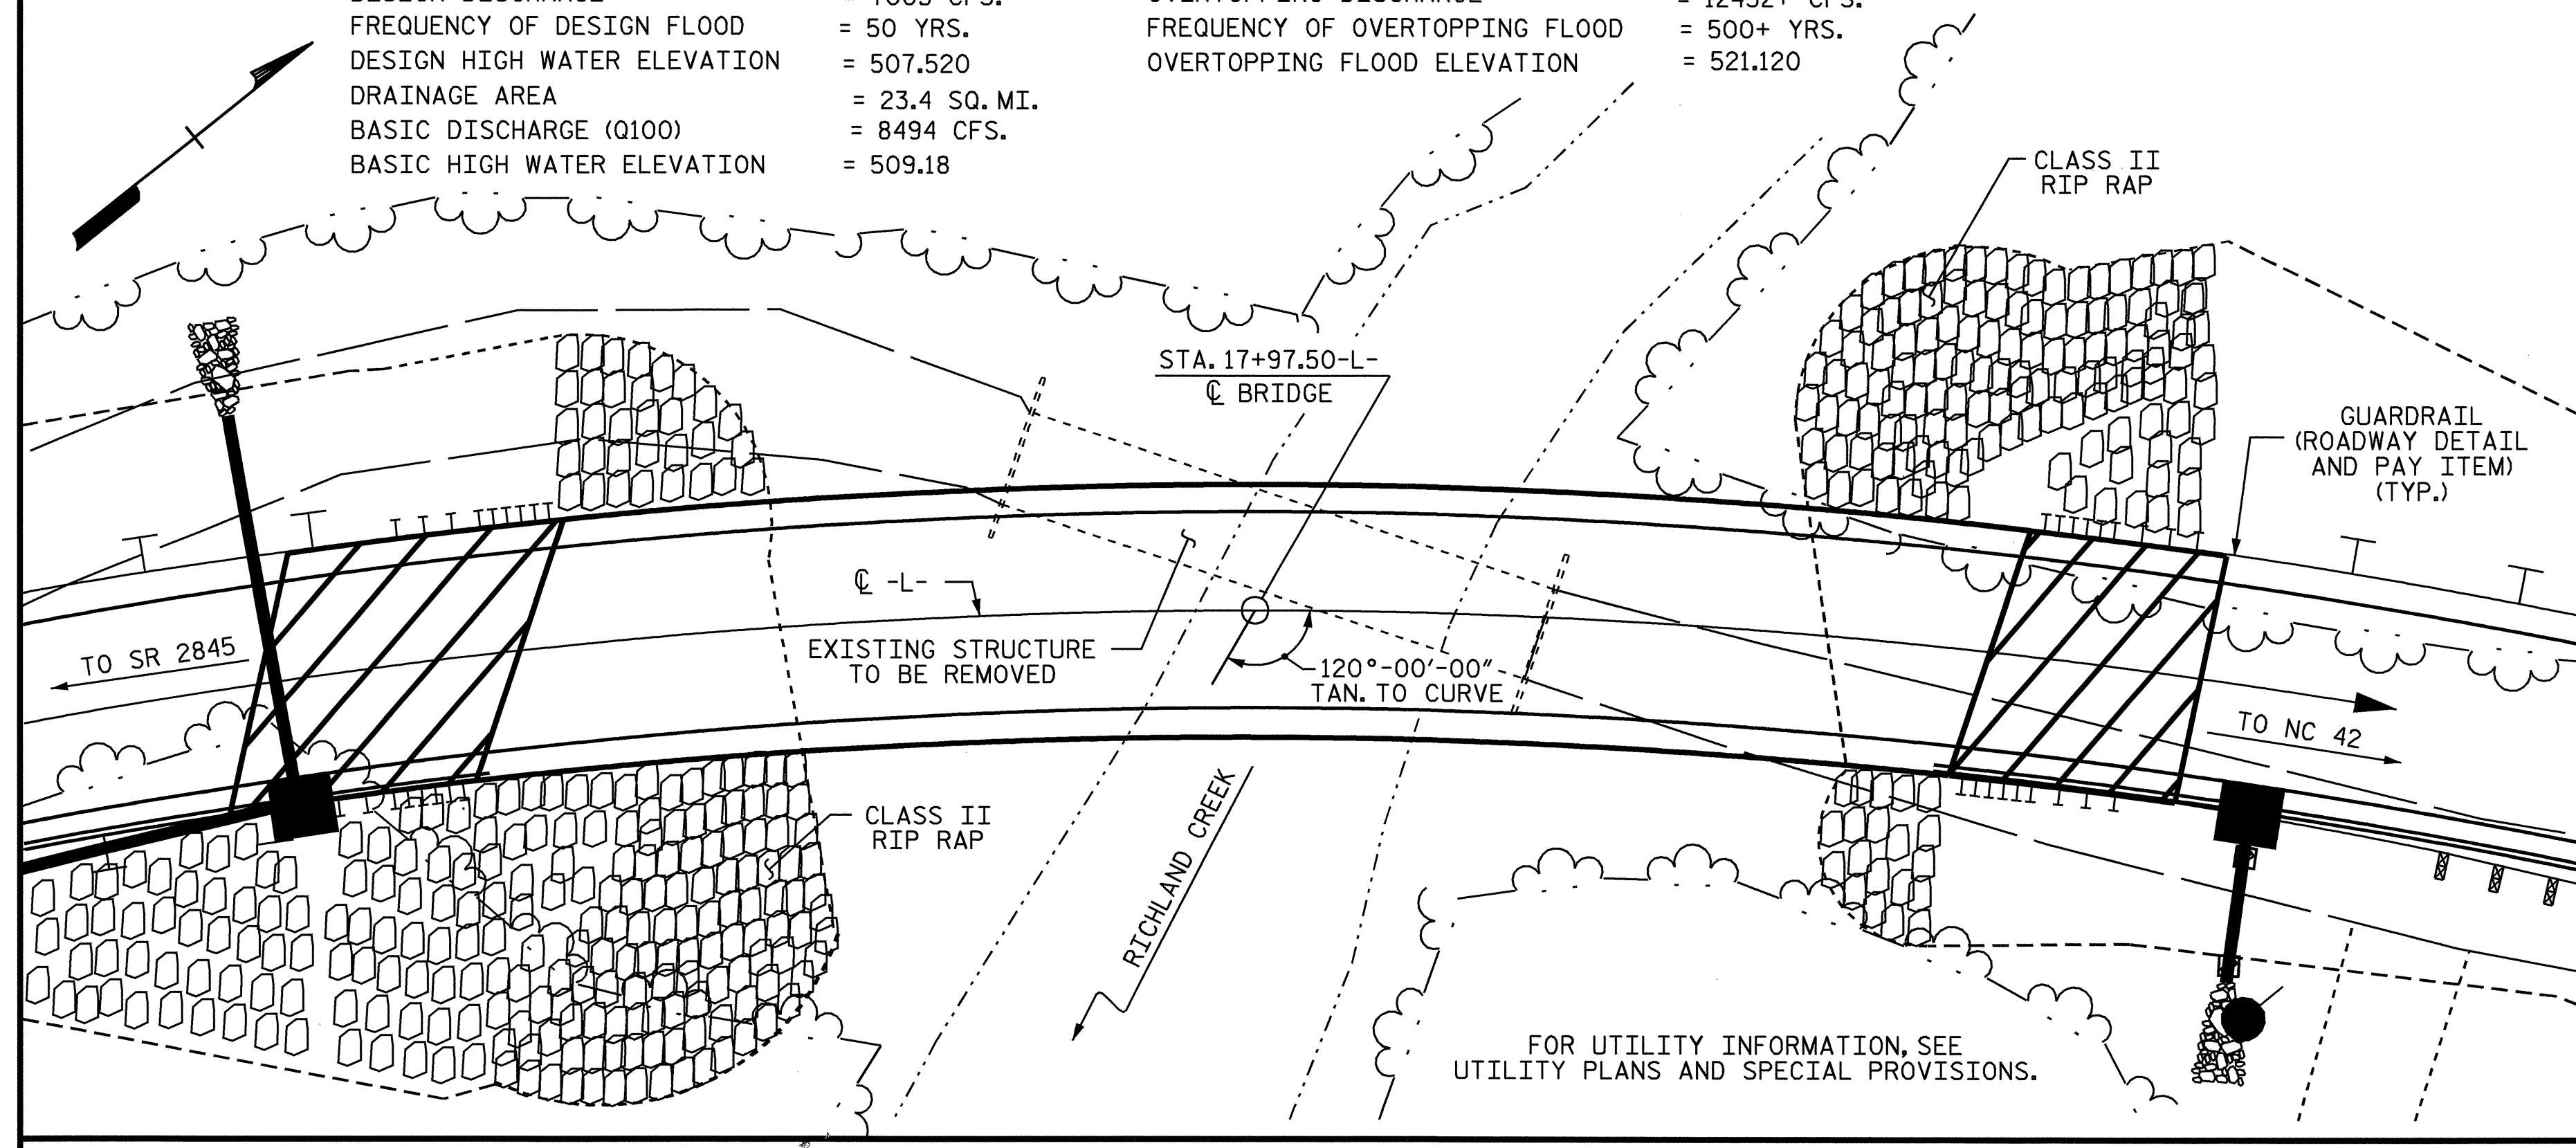 FREQUENCY OF DESIGN FLOOD = 50 YRS.
DESIGN HIGH WATER ELEVATION = 507.520
DRAINAGE AREA = 23.4 SQ. MI.
BASIC DISCHARGE (Q100) = 8494 CFS.
BASIC HIGH WATER ELEVATION = 509.18
FREQUENCY OF OVERTOPPING FLOOD = 500+ YRS.
OVERTOPPING FLOOD ELEVATION = 521.120
CLASS II
RIP RAP
STA. 17+97.50-L-
℄ BRIDGE
GUARDRAIL
(ROADWAY DETAIL
AND PAY ITEM)
(TYP.)
℄ -L-
EXISTING STRUCTURE
TO BE REMOVED
120°-00'-00"
TAN. TO CURVE
TO SR 2845
TO NC 42
CLASS II
RIP RAP
RICHLAND CREEK
FOR UTILITY INFORMATION, SEE
UTILITY PLANS AND SPECIAL PROVISIONS.